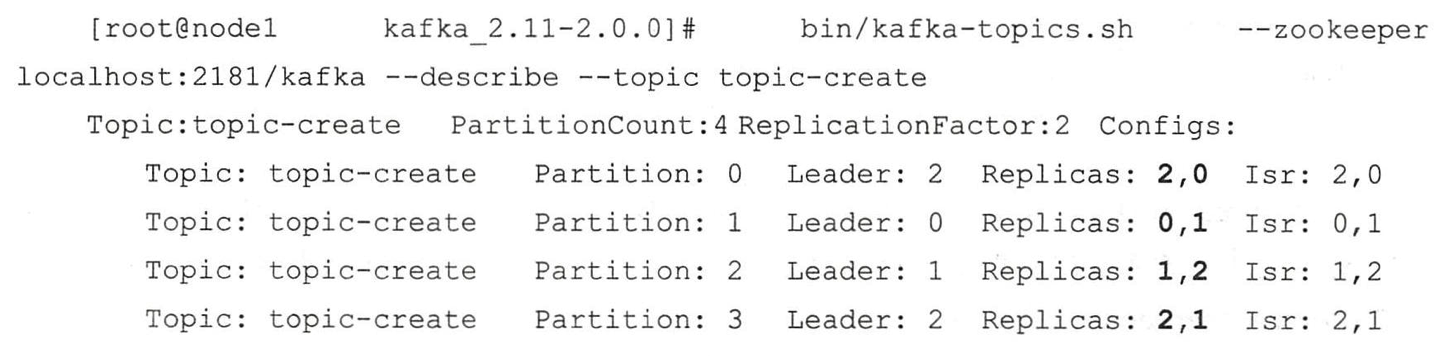 [root@node1 kafka_2.11-2.0.0]# bin/kafka-topics.sh --zookeeper
localhost:2181/kafka --describe --topic topic-create
Topic:topic-create PartitionCount:4 ReplicationFactor:2 Configs:
Topic: topic-create Partition: 0 Leader: 2 Replicas: 2,0 Isr: 2,0
Topic: topic-create Partition: 1 Leader: 0 Replicas: 0,1 Isr: 0,1
Topic: topic-create Partition: 2 Leader: 1 Replicas: 1,2 Isr: 1,2
Topic: topic-create Partition: 3 Leader: 2 Replicas: 2,1 Isr: 2,1